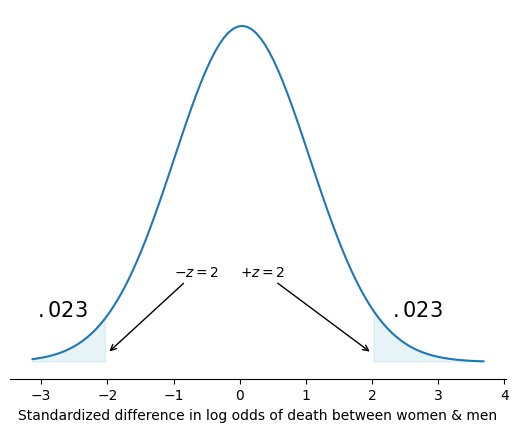 −z = 2 +z = 2
.023 .023
−3 −2 −1 0 1 2 3 4
Standardized difference in log odds of death between women & men